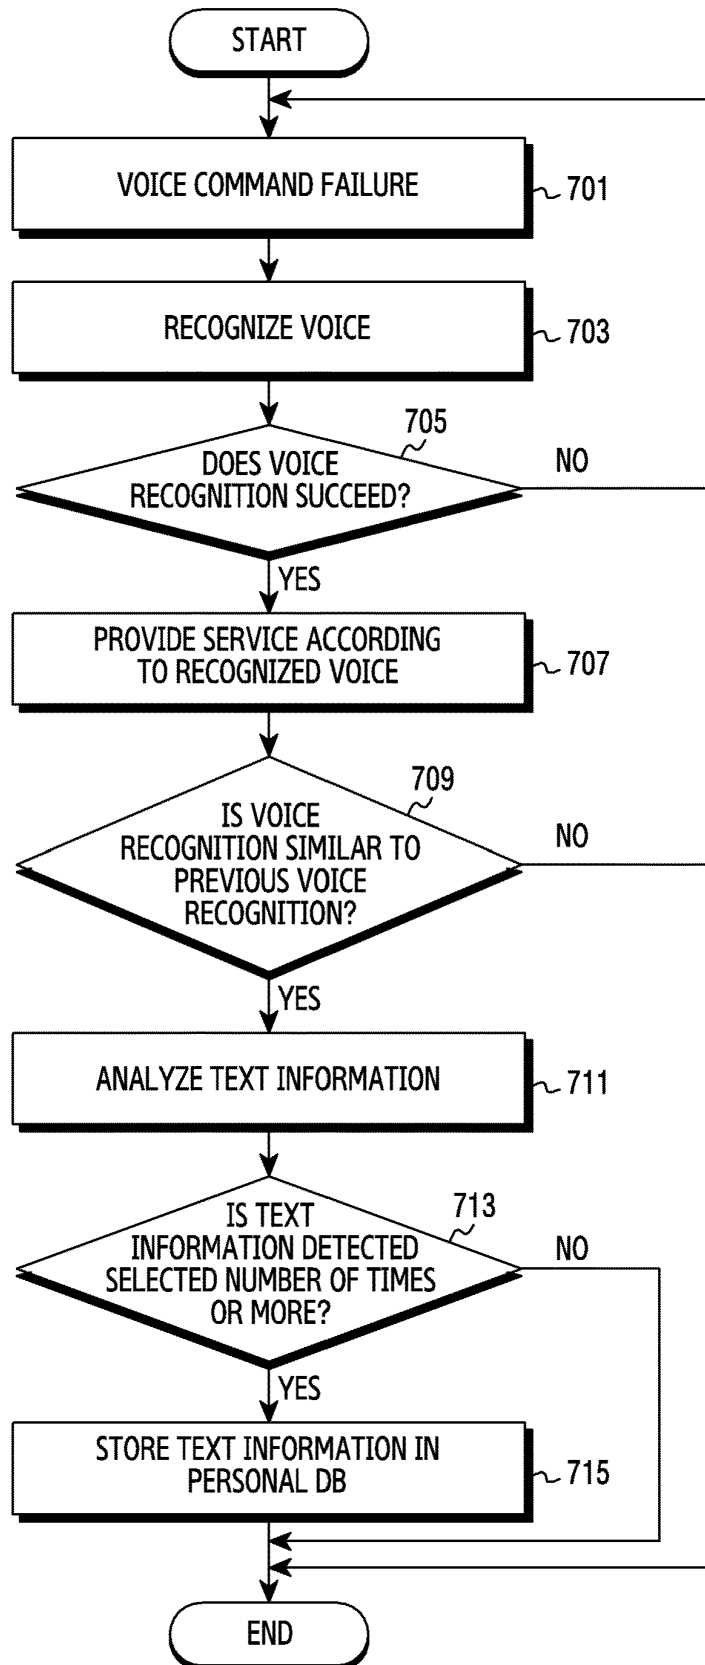 START
VOICE COMMAND FAILURE
701
RECOGNIZE VOICE
703
705
DOES VOICE
RECOGNITION SUCCEED?
NO
YES
PROVIDE SERVICE ACCORDING
TO RECOGNIZED VOICE
707
709
IS VOICE
RECOGNITION SIMILAR TO
PREVIOUS VOICE
RECOGNITION?
NO
YES
ANALYZE TEXT INFORMATION
711
713
IS TEXT
INFORMATION DETECTED
SELECTED NUMBER OF TIMES
OR MORE?
NO
YES
STORE TEXT INFORMATION IN
PERSONAL DB
715
END